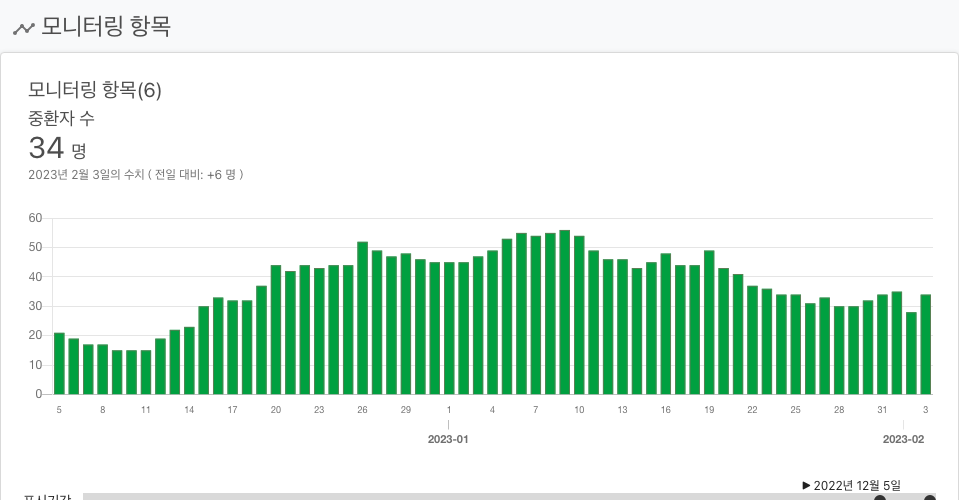 모니터링 항목
모니터링 항목(6)
중환자 수
34 명
2023년 2월 3일의 수치 ( 전일 대비: +6 명 )
60
50
40
30
20
10
0
5 8 11 14 17 20 23 26 29 1 4 7 10 13 16 19 22 25 28 31 3
2023-01 2023-02
▶ 2022년 12월 5일
표시기간